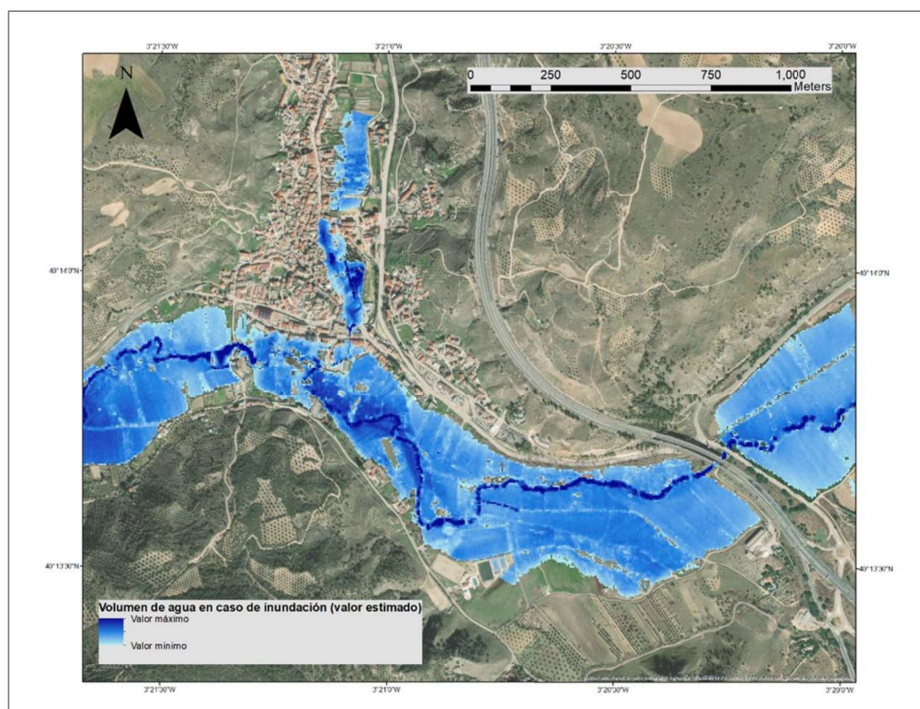 3°21'30"W 3°21'0"W 3°20'30"W 3°20'0"W
N
0 250 500 750 1,000
Meters
40°14'0"N 40°14'0"N
40°13'30"N 40°13'30"N
Volumen de agua en caso de inundación (valor estimado)
Valor máximo
Valor mínimo
3°21'30"W 3°21'0"W 3°20'30"W 3°20'0"W